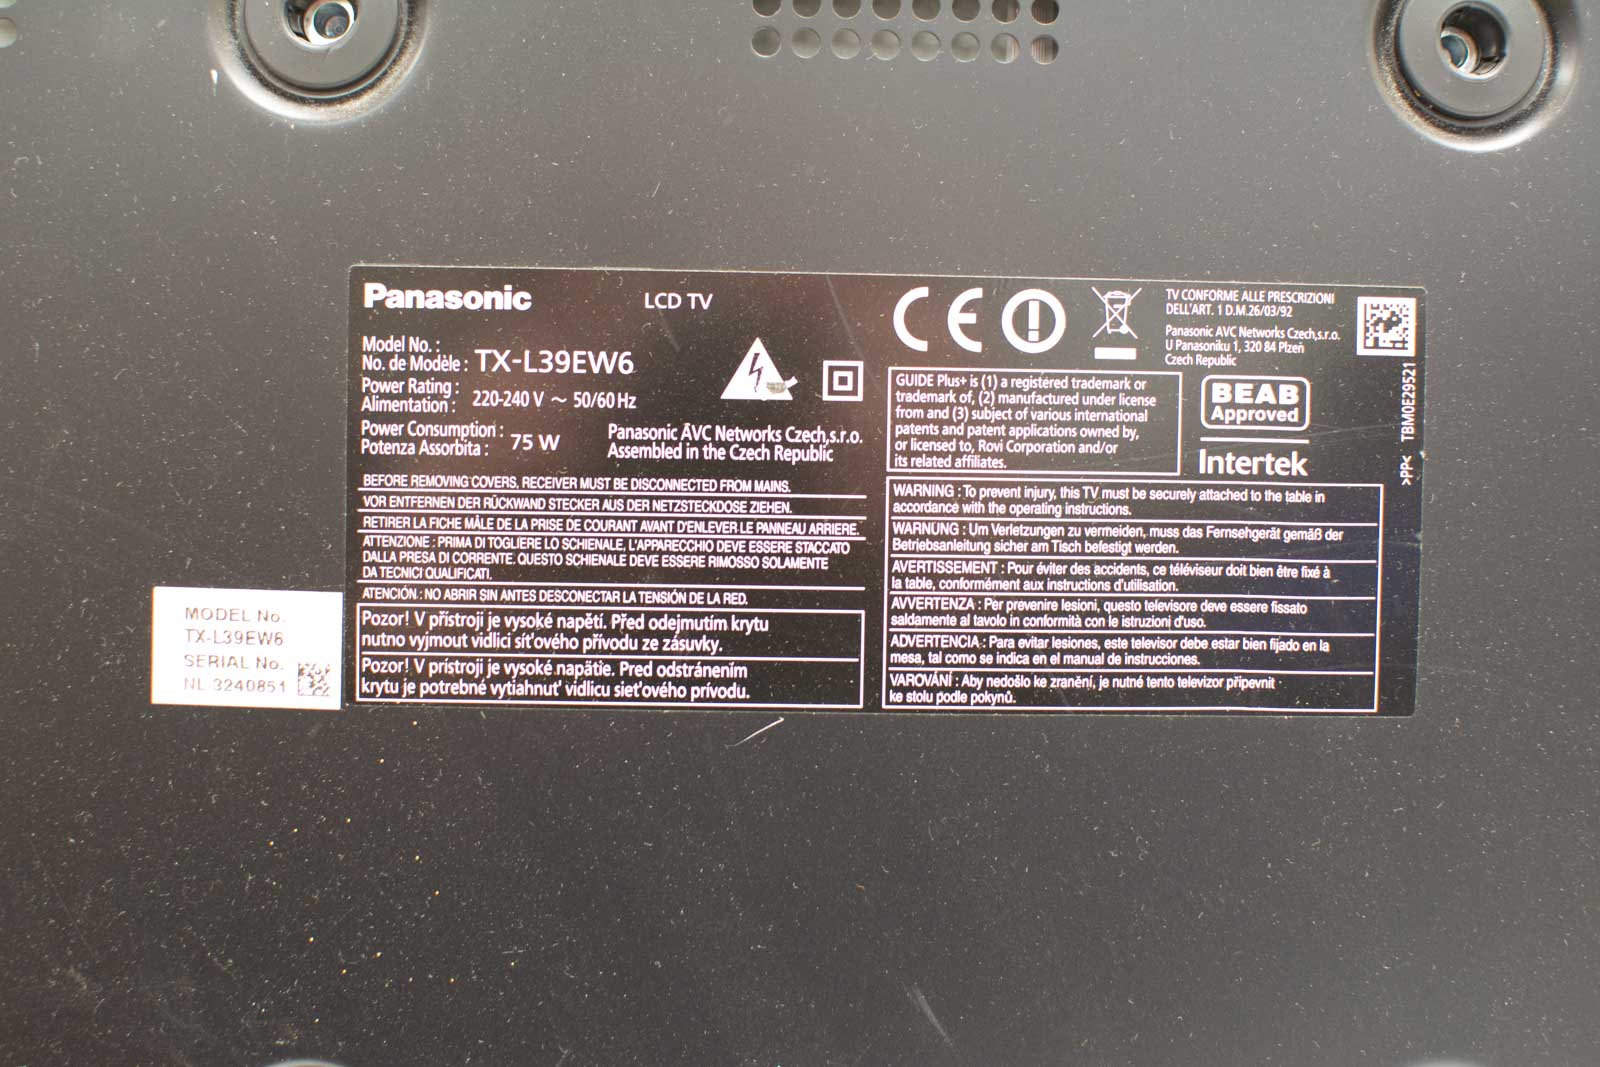 Panasonic
LCD TV
Model No. :
No. de Modèle : TX-L39EW6
Power Rating :
Alimentation : 220-240 V ~ 50/60 Hz
Power Consumption :
Potenza Assorbita : 75 W
Panasonic AVC Networks Czech,s.r.o.
Assembled in the Czech Republic
BEFORE REMOVING COVERS, RECEIVER MUST BE DISCONNECTED FROM MAINS.
VOR ENTFERNEN DER RÜCKWAND STECKER AUS DER NETZSTECKDOSE ZIEHEN.
RETIRER LA FICHE MÂLE DE LA PRISE DE COURANT AVANT D'ENLEVER LE PANNEAU ARRIERE.
ATTENZIONE : PRIMA DI TOGLIERE LO SCHIENALE, L'APPARECCHIO DEVE ESSERE STACCATO
DALLA PRESA DI CORRENTE. QUESTO SCHIENALE DEVE ESSERE RIMOSSO SOLAMENTE
DA TECNICI QUALIFICATI.
ATENCIÓN : NO ABRIR SIN ANTES DESCONECTAR LA TENSIÓN DE LA RED.
Pozor! V přístroji je vysoké napětí. Před odejmutím krytu
nutno vyjmout vidlici síťového přívodu ze zásuvky.
Pozor! V prístroji je vysoké napätie. Pred odstránením
krytu je potrebné vytiahnuť vidlicu sieťového prívodu.
CE
TV CONFORME ALLE PRESCRIZIONI
DELL'ART. 1 D.M.26/03/92
Panasonic AVC Networks Czech,s.r.o.
U Panasoniku 1, 320 84 Plzeň
Czech Republic
GUIDE Plus+ is (1) a registered trademark or
trademark of, (2) manufactured under license
from and (3) subject of various international
patents and patent applications owned by,
or licensed to, Rovi Corporation and/or
its related affiliates.
BEAB
Approved
Intertek
>PP< TBM0E29521
WARNING : To prevent injury, this TV must be securely attached to the table in
accordance with the operating instructions.
WARNUNG : Um Verletzungen zu vermeiden, muss das Fernsehgerät gemäß der
Betriebsanleitung sicher am Tisch befestigt werden.
AVERTISSEMENT : Pour éviter des accidents, ce téléviseur doit bien être fixé à
la table, conformément aux instructions d'utilisation.
AVVERTENZA : Per prevenire lesioni, questo televisore deve essere fissato
saldamente al tavolo in conformità con le istruzioni d'uso.
ADVERTENCIA : Para evitar lesiones, este televisor debe estar bien fijado en la
mesa, tal como se indica en el manual de instrucciones.
VAROVÁNÍ : Aby nedošlo ke zranění, je nutné tento televizor připevnit
ke stolu podle pokynů.
MODEL No.
TX-L39EW6
SERIAL No.
NL 3240851